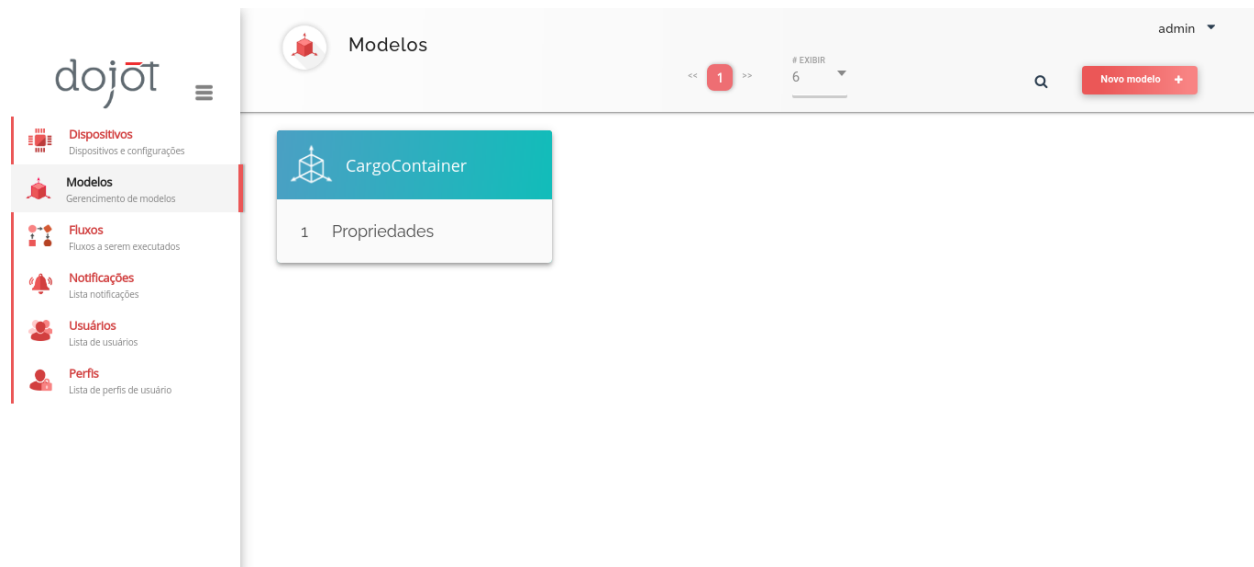 dojot
Dispositivos
Dispositivos e configurações
Modelos
Gerencimento de modelos
Fluxos
Fluxos a serem executados
Notificações
Lista notificações
Usuários
Lista de usuários
Perfis
Lista de perfis de usuário
Modelos
admin
<< 1 >>
# EXIBIR
6
Novo modelo +
CargoContainer
1 Propriedades